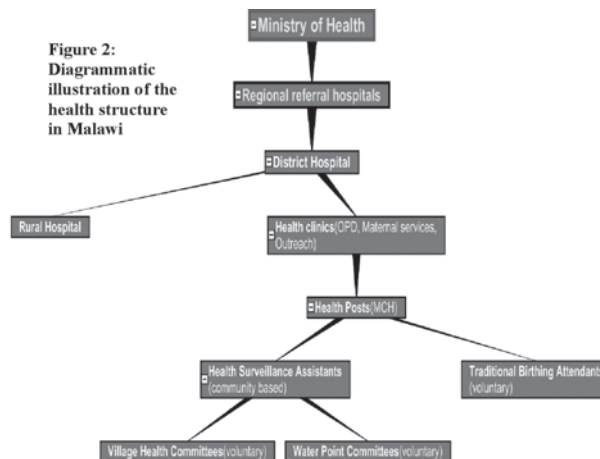 Ministry of Health
Figure 2:
Diagrammatic
illustration of the
health structure
in Malawi
Regional referral hospitals
District Hospital
Rural Hospital
Health clinics(OPD, Maternal services,
Outreach)
Health Posts(MCH)
Health Surveillance Assistants
(community based)
Traditional Birthing Attendants
(voluntary)
Village Health Committees(voluntary)
Water Point Committees(voluntary)